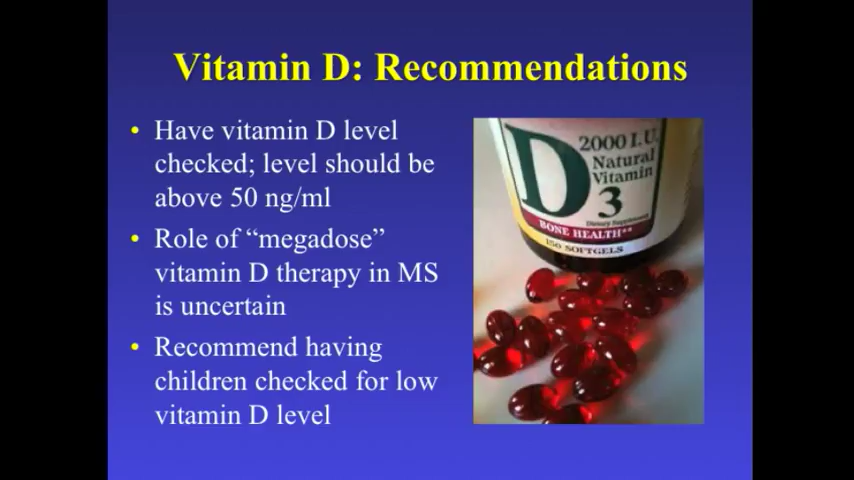 Vitamin D: Recommendations
• Have vitamin D level
checked; level should be
above 50 ng/ml
• Role of “megadose”
vitamin D therapy in MS
is uncertain
• Recommend having
children checked for low
vitamin D level
D
2000 I.U.
Natural
Vitamin
3
Dietary Supplement
BONE HEALTH**
150 SOFTGELS